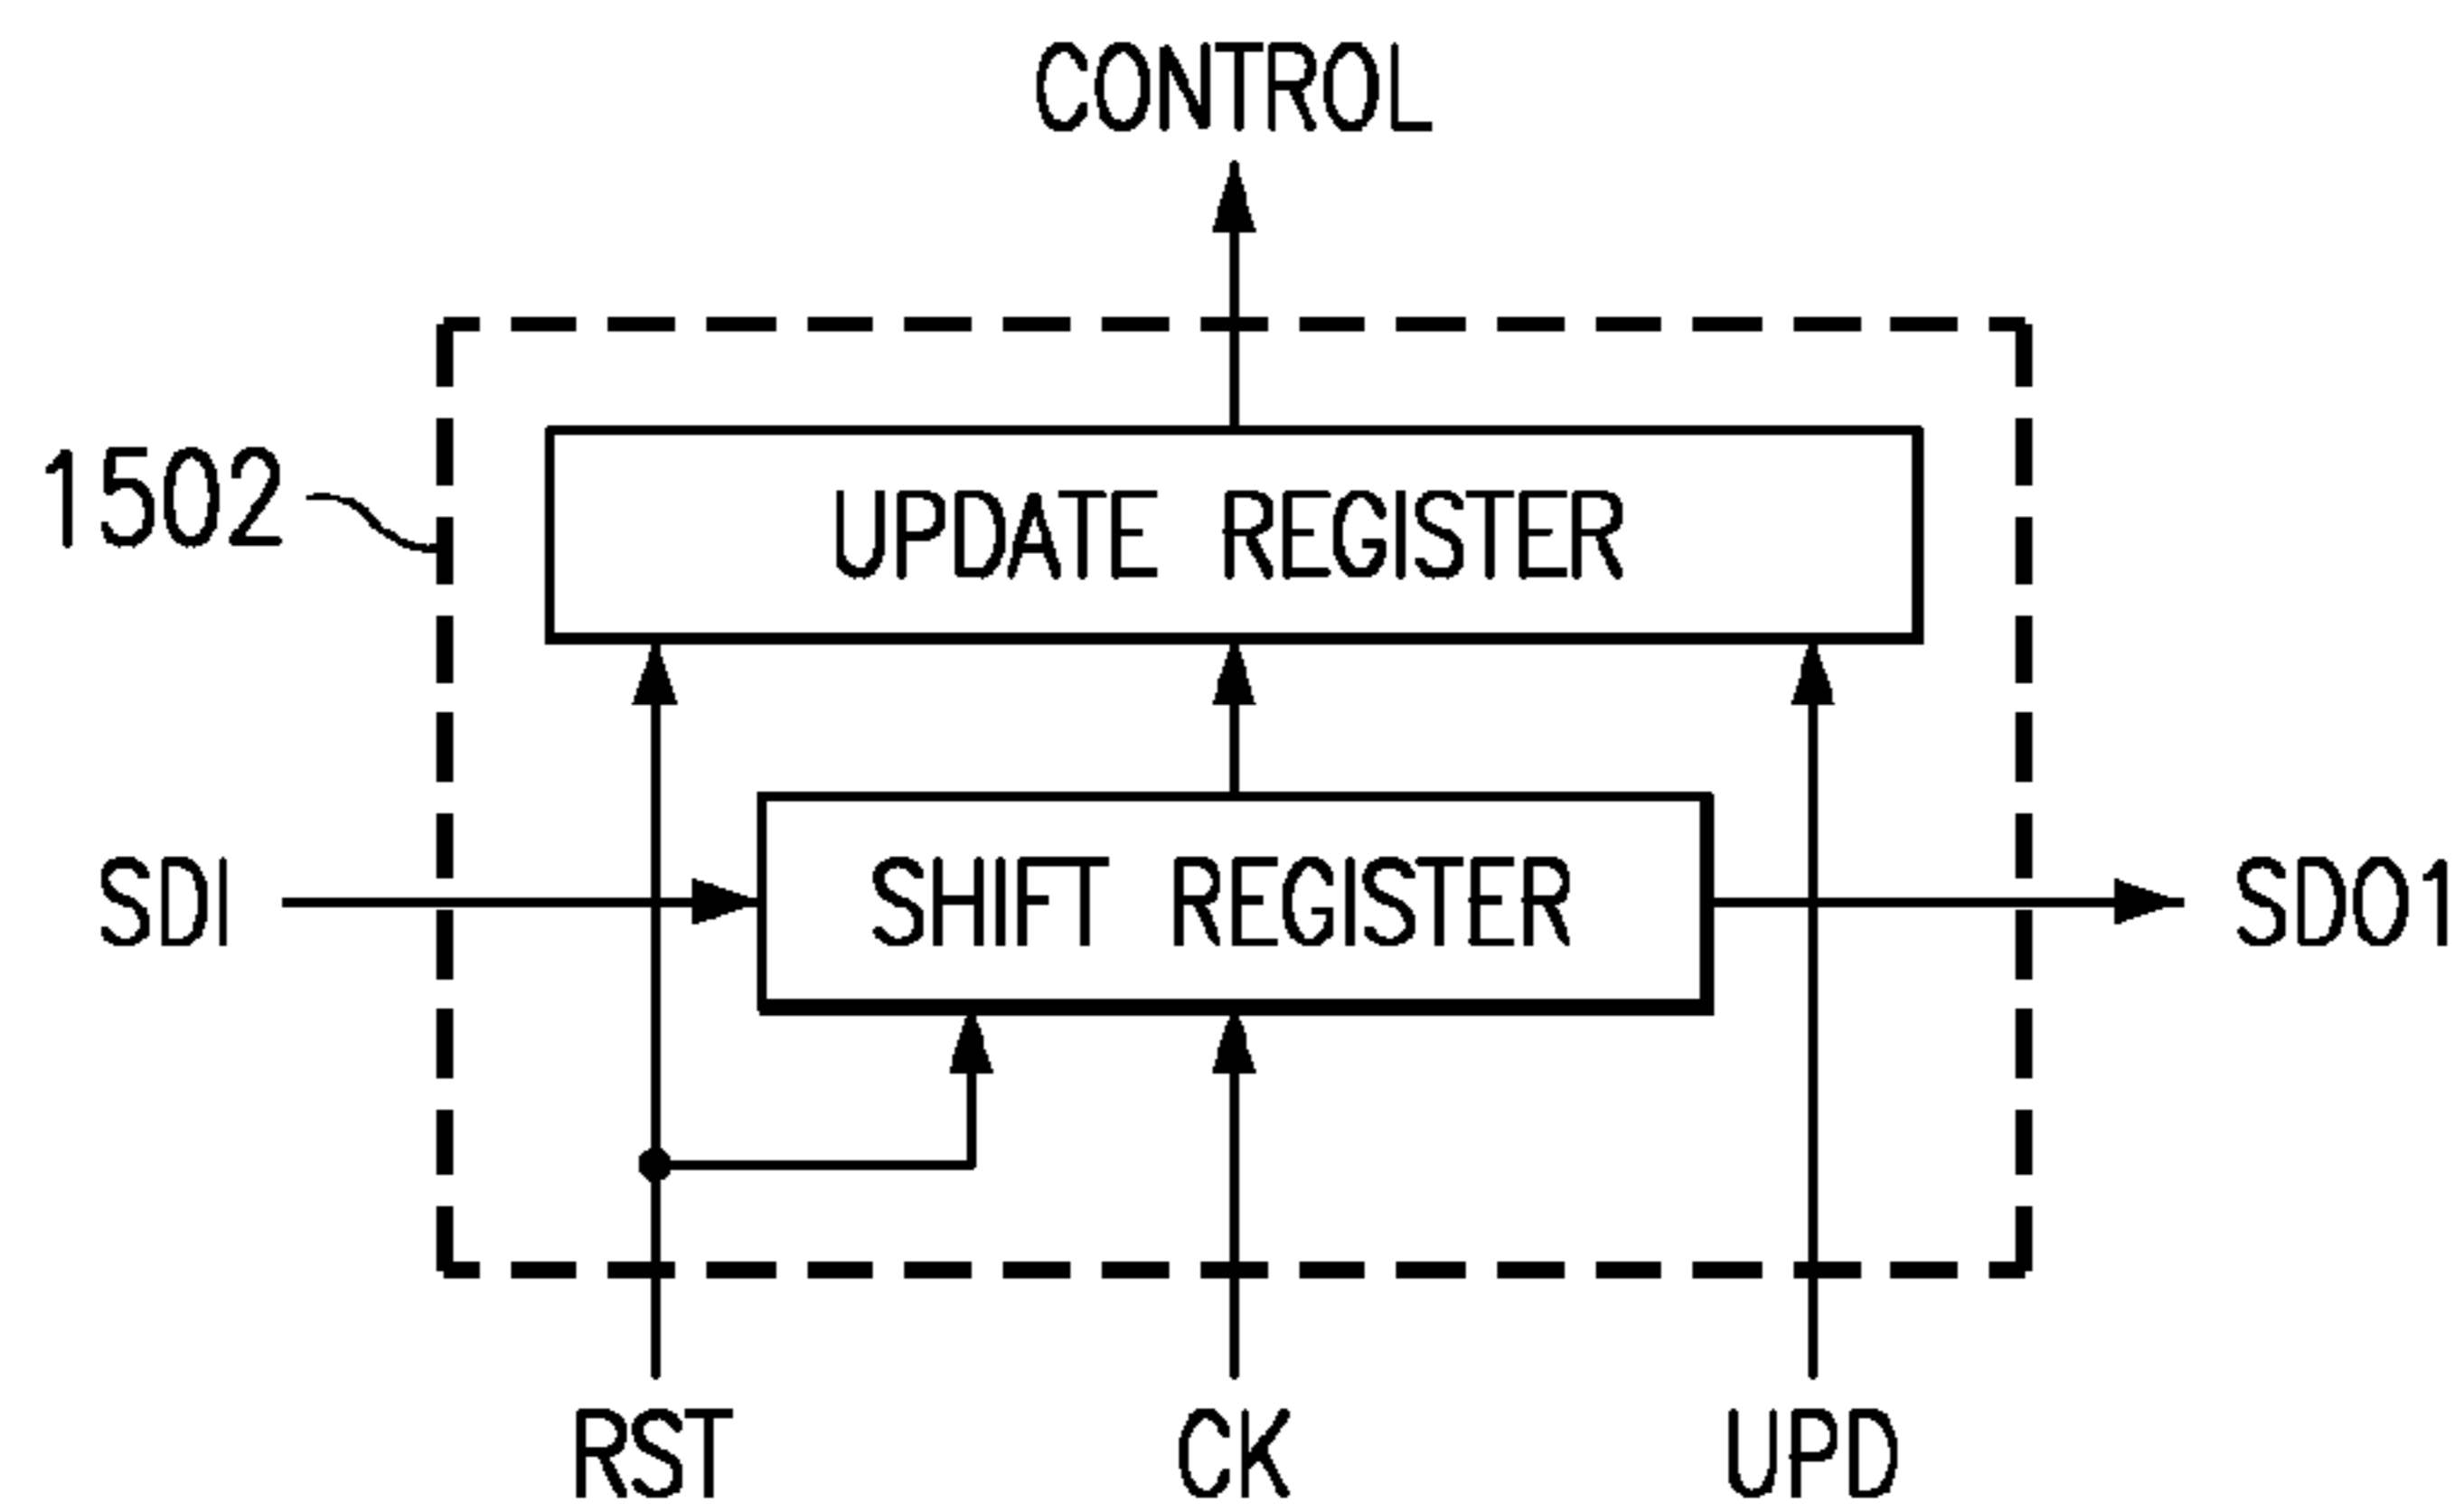 CONTROL
1502
UPDATE REGISTER
SDI
SHIFT REGISTER
SDO1
RST
CK
UPD